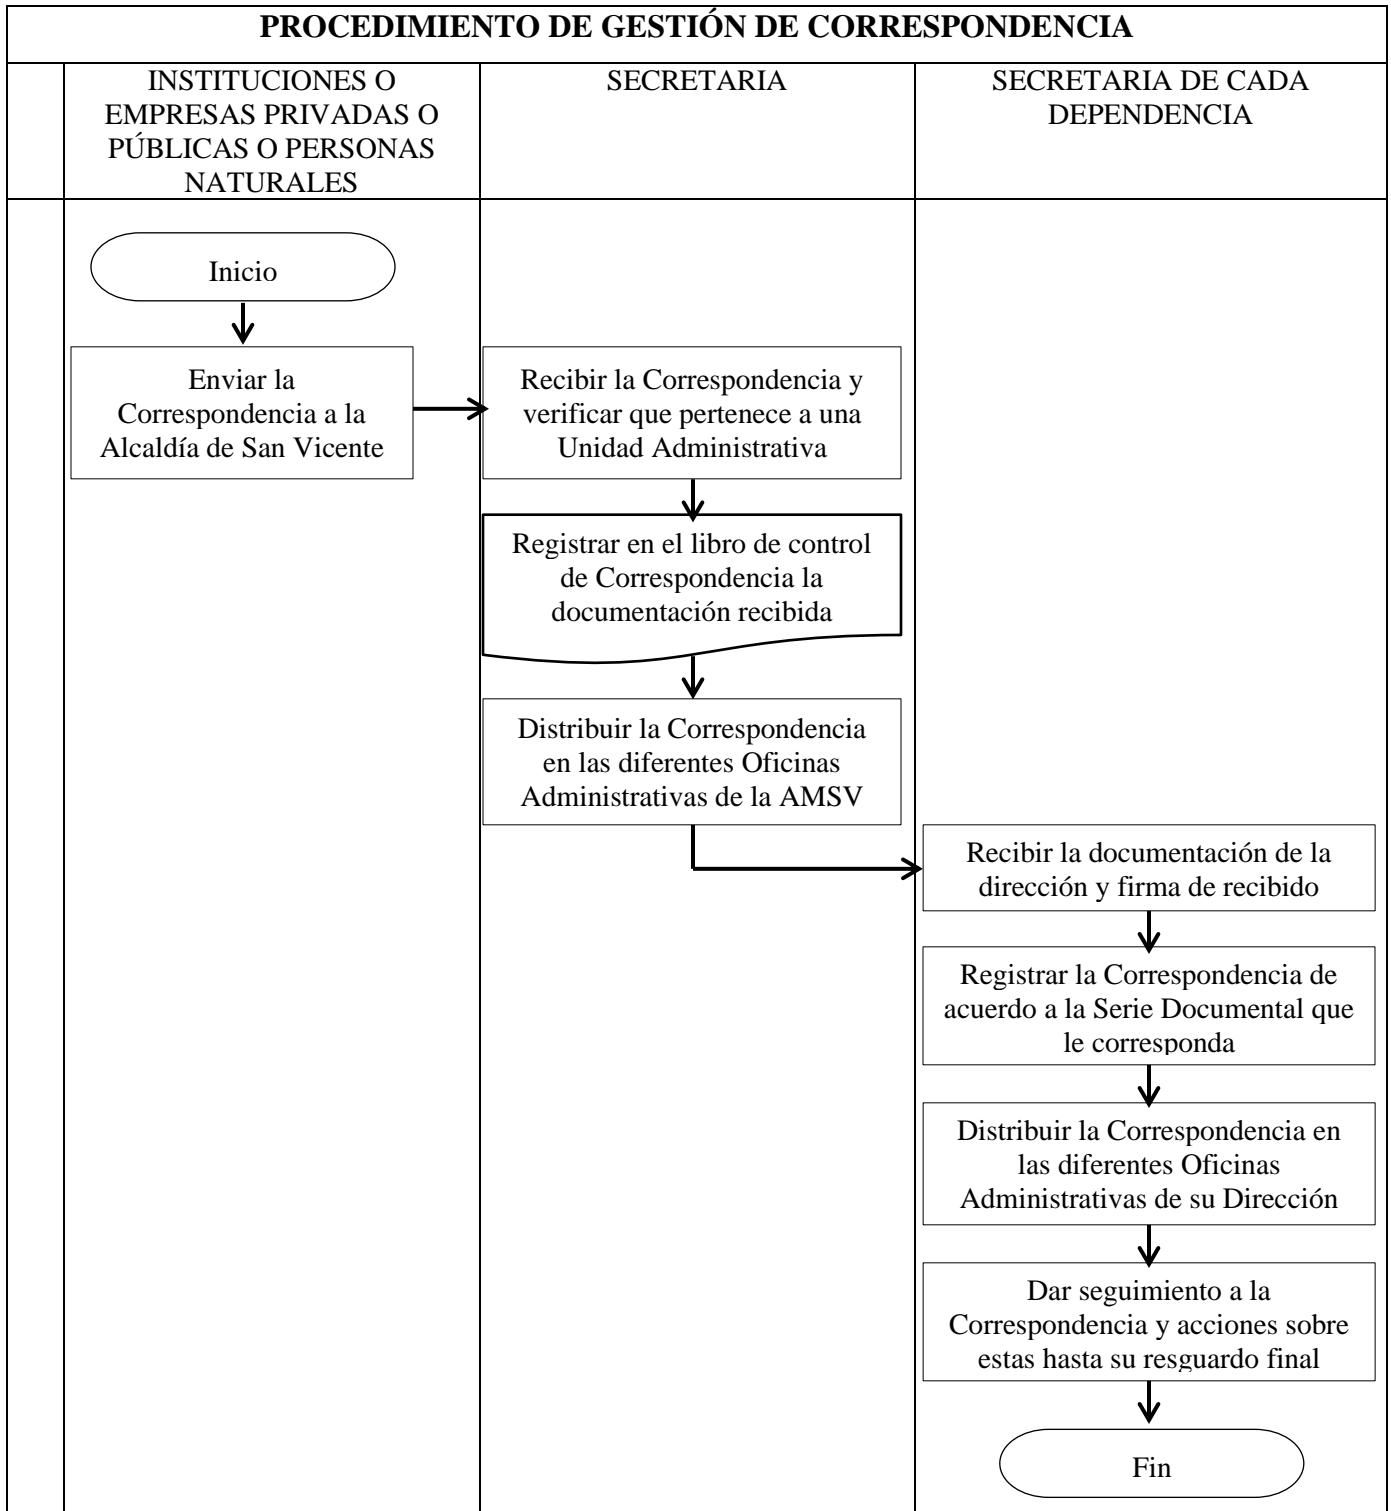 PROCEDIMIENTO DE GESTIÓN DE CORRESPONDENCIA
INSTITUCIONES O
EMPRESAS PRIVADAS O
PÚBLICAS O PERSONAS
NATURALES
SECRETARIA
SECRETARIA DE CADA
DEPENDENCIA
Inicio
Enviar la
Correspondencia a la
Alcaldía de San Vicente
Recibir la Correspondencia y
verificar que pertenece a una
Unidad Administrativa
Registrar en el libro de control
de Correspondencia la
documentación recibida
Distribuir la Correspondencia
en las diferentes Oficinas
Administrativas de la AMSV
Recibir la documentación de la
dirección y firma de recibido
Registrar la Correspondencia de
acuerdo a la Serie Documental que
le corresponda
Distribuir la Correspondencia en
las diferentes Oficinas
Administrativas de su Dirección
Dar seguimiento a la
Correspondencia y acciones sobre
estas hasta su resguardo final
Fin